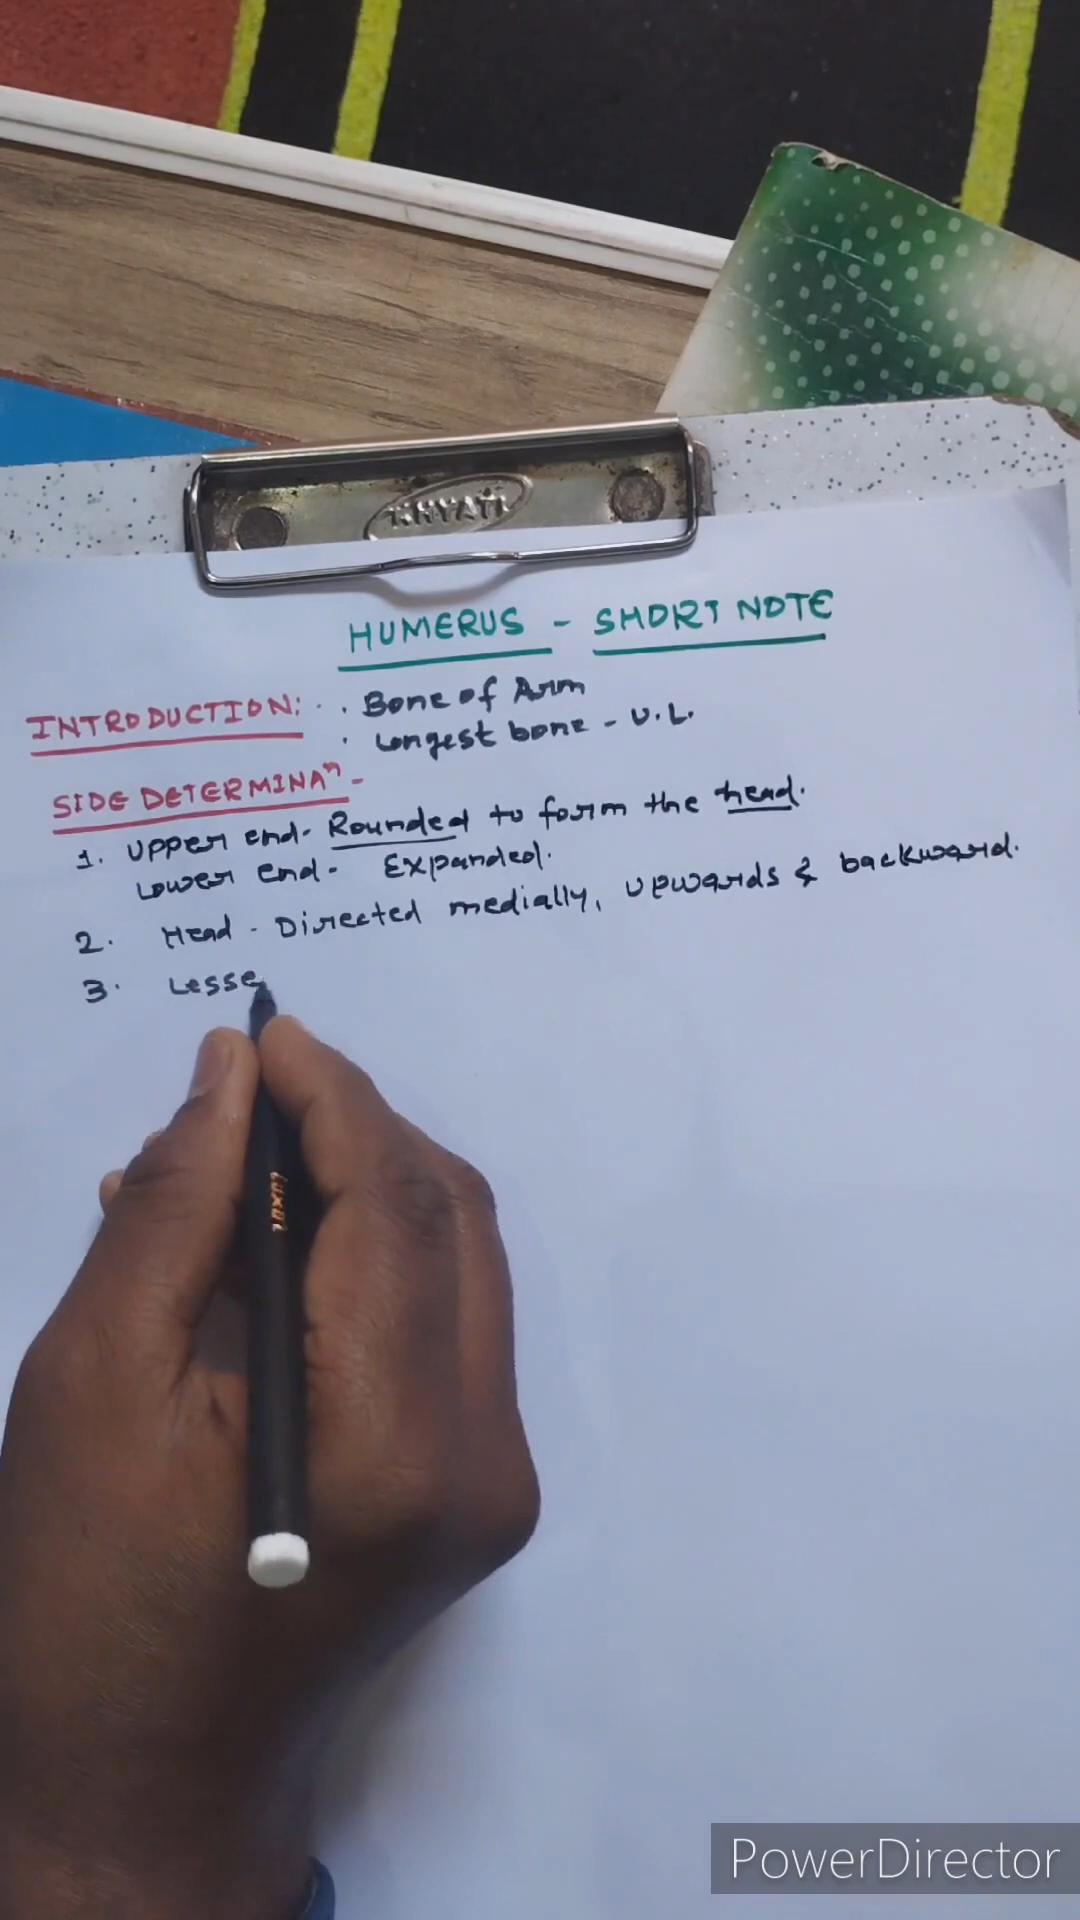 KHYATI
HUMERUS - SHORT NOTE
INTRODUCTION: · . Bone of Arm
· Longest bone - U.L.
SIDE DETERMINAⁿ -
1. Upper end- Rounded to form the head.
Lower end- Expanded.
2. Head - Directed medially, upwards & backward.
3. Lesse
Luxor
PowerDirector